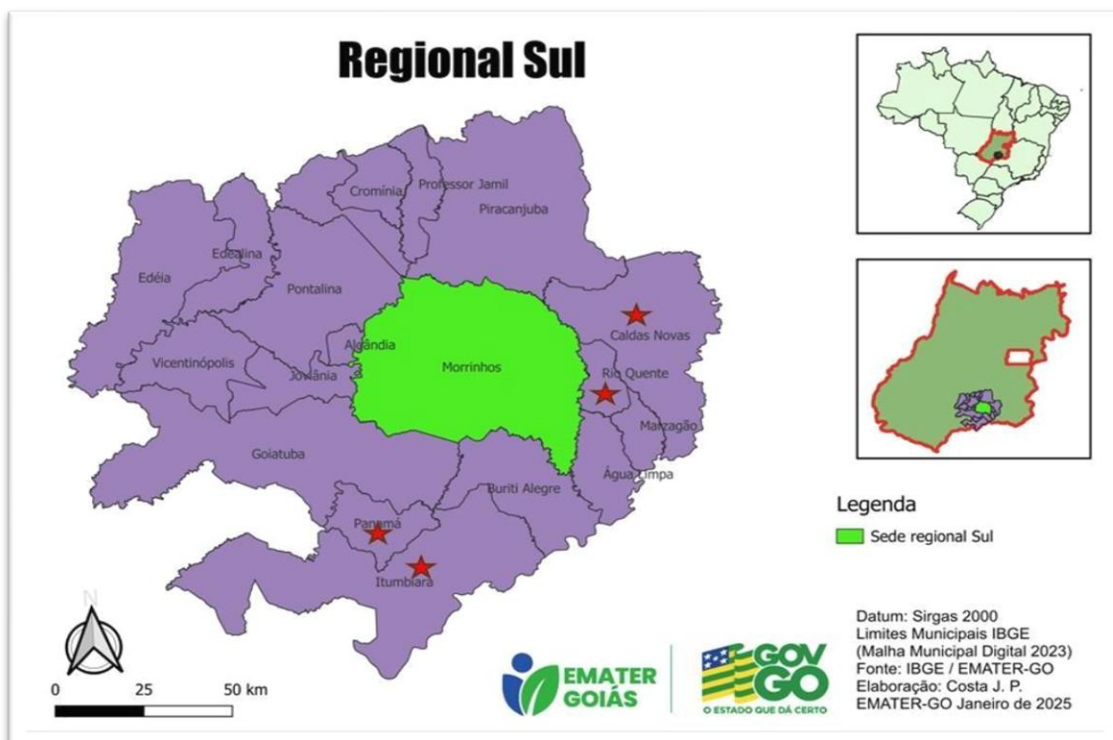 Regional Sul
Cromínia
Professor Jamil
Piracanjuba
Edealina
Edéia
Pontalina
Caldas Novas
Aloândia
Vicentinópolis
Morrinhos
Joviânia
Rio Quente
Marzagão
Goiatuba
Água Limpa
Buriti Alegre
Panamá
Itumbiara
Legenda
Sede regional Sul
N
0 25 50 km
EMATER
GOIÁS
GOV
GO
O ESTADO QUE DÁ CERTO
Datum: Sirgas 2000
Limites Municipais IBGE
(Malha Municipal Digital 2023)
Fonte: IBGE / EMATER-GO
Elaboração: Costa J. P.
EMATER-GO Janeiro de 2025